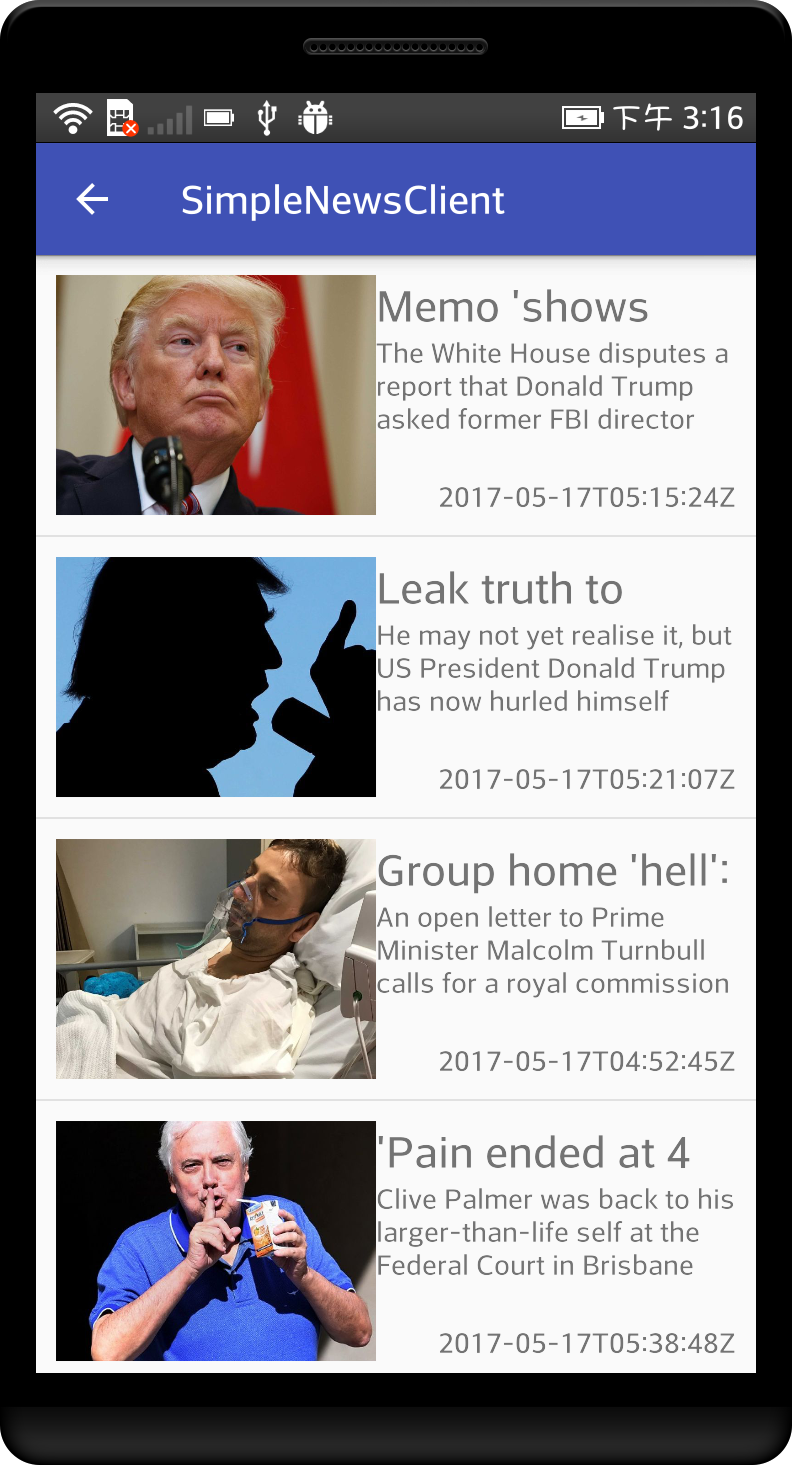 下午 3:16
SimpleNewsClient
Memo 'shows
The White House disputes a
report that Donald Trump
asked former FBI director
2017-05-17T05:15:24Z
Leak truth to
He may not yet realise it, but
US President Donald Trump
has now hurled himself
2017-05-17T05:21:07Z
Group home 'hell':
An open letter to Prime
Minister Malcolm Turnbull
calls for a royal commission
2017-05-17T04:52:45Z
'Pain ended at 4
Clive Palmer was back to his
larger-than-life self at the
Federal Court in Brisbane
2017-05-17T05:38:48Z